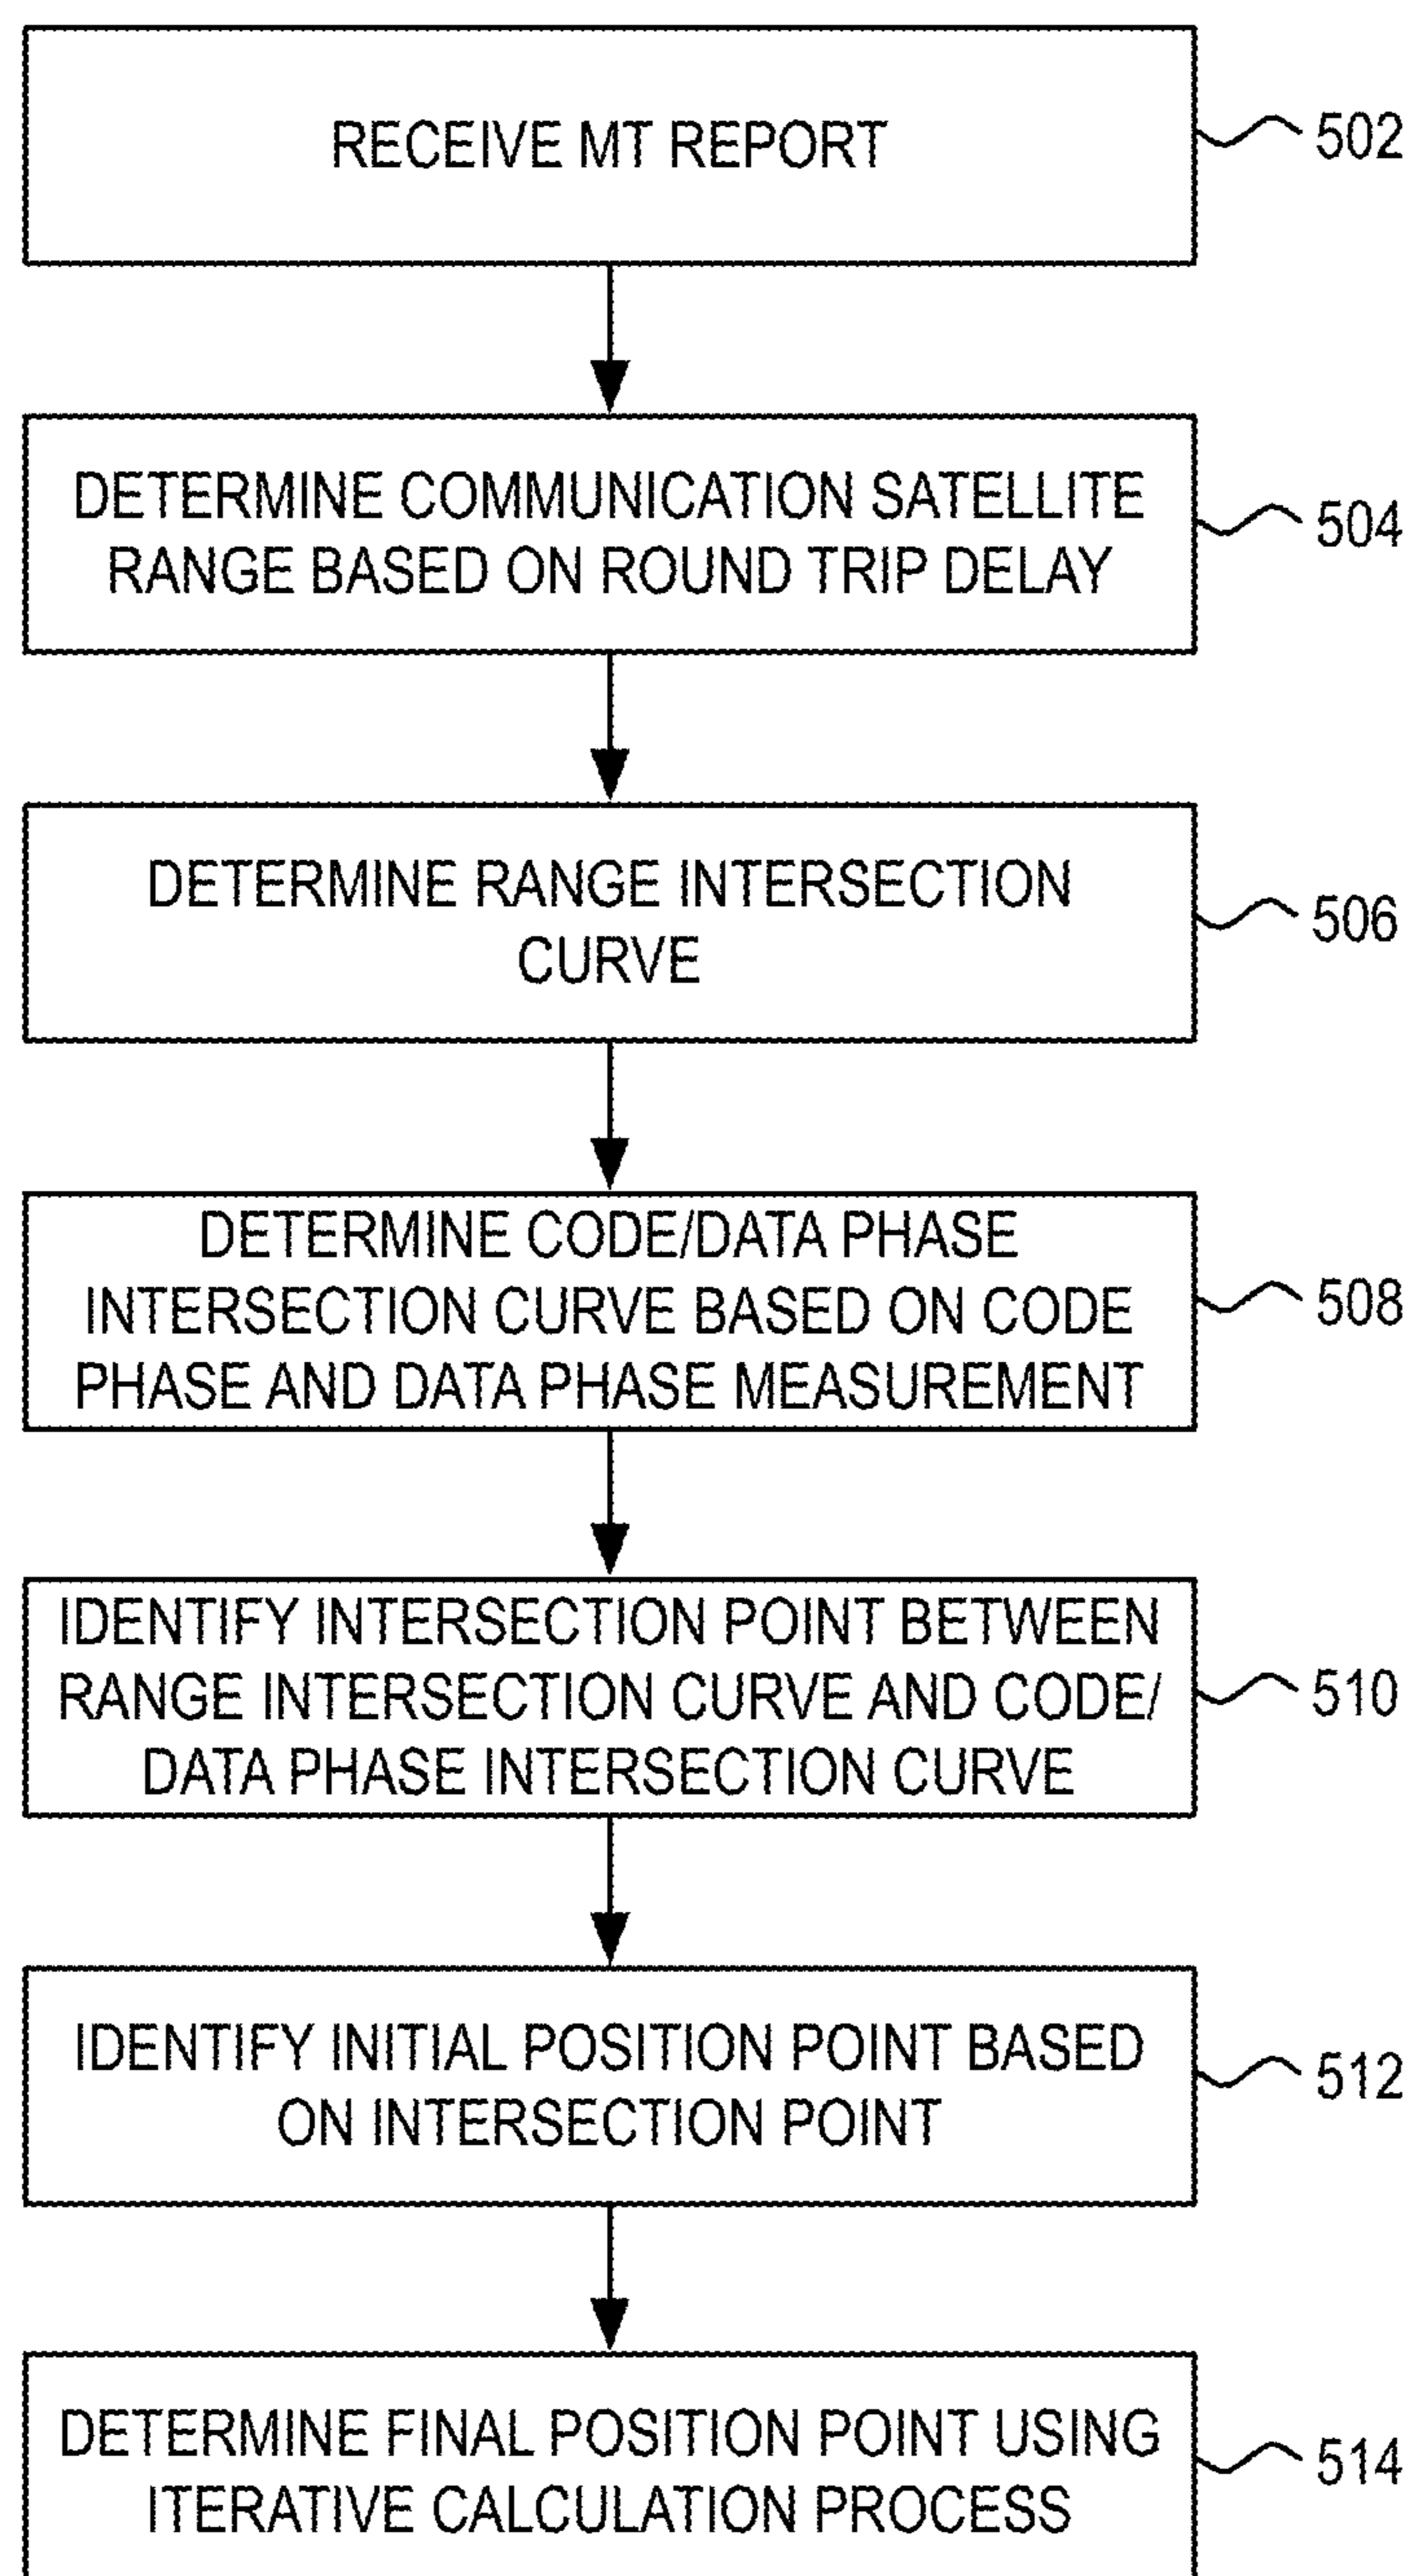 RECEIVE MT REPORT
502
DETERMINE COMMUNICATION SATELLITE
RANGE BASED ON ROUND TRIP DELAY
504
DETERMINE RANGE INTERSECTION
CURVE
506
DETERMINE CODE/DATA PHASE
INTERSECTION CURVE BASED ON CODE
PHASE AND DATA PHASE MEASUREMENT
508
IDENTIFY INTERSECTION POINT BETWEEN
RANGE INTERSECTION CURVE AND CODE/
DATA PHASE INTERSECTION CURVE
510
IDENTIFY INITIAL POSITION POINT BASED
ON INTERSECTION POINT
512
DETERMINE FINAL POSITION POINT USING
ITERATIVE CALCULATION PROCESS
514